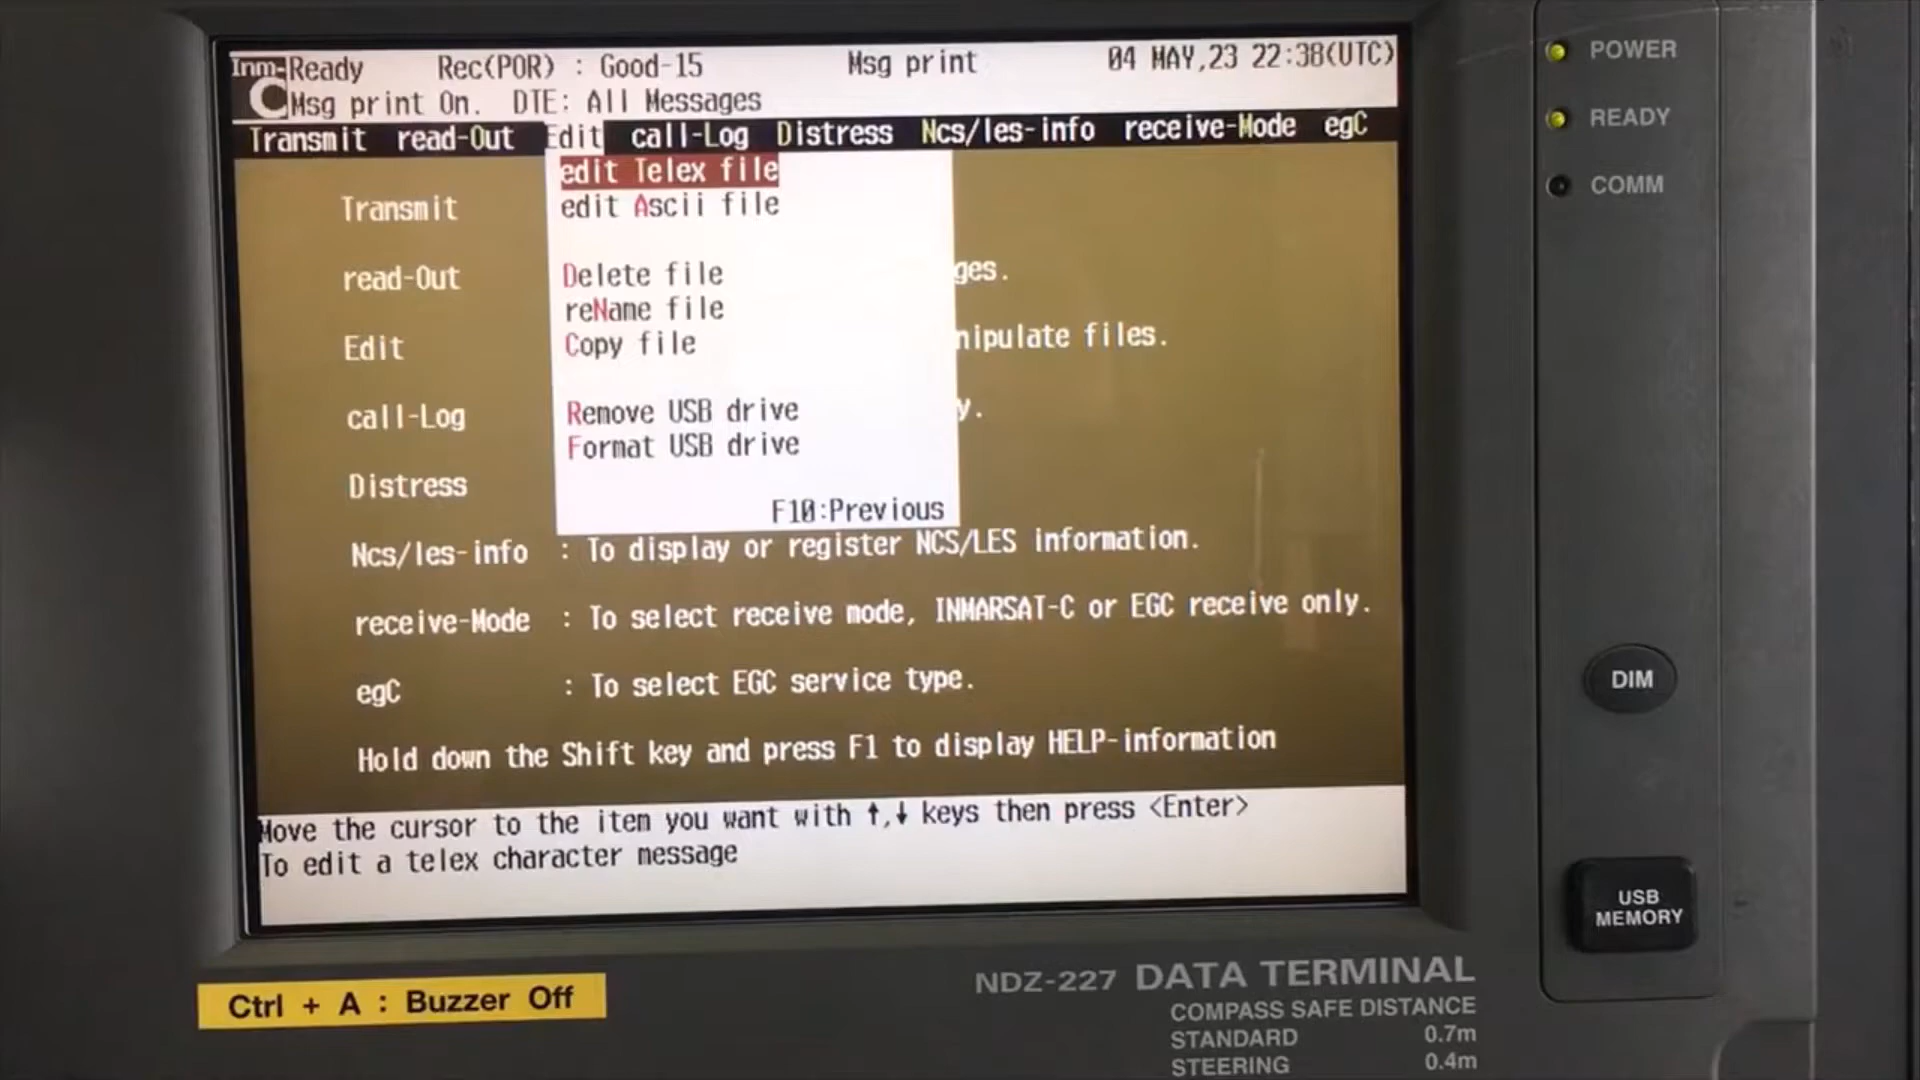 Inm- Ready Rec(POR) : Good-15 Msg print 04 MAY,23 22:38(UTC)
C Msg print On. DTE: All Messages
Transmit read-Out Edit call-Log Distress Ncs/les-info receive-Mode egC
edit Telex file
edit Ascii file
Delete file
reName file
Copy file
Remove USB drive
Format USB drive
F10:Previous
Transmit
read-Out ges.
Edit nipulate files.
call-Log y.
Distress
Ncs/les-info : To display or register NCS/LES information.
receive-Mode : To select receive mode, INMARSAT-C or EGC receive only.
egC : To select EGC service type.
Hold down the Shift key and press F1 to display HELP-information
Move the cursor to the item you want with ↑,↓ keys then press <Enter>
To edit a telex character message
POWER
READY
COMM
DIM
USB
MEMORY
Ctrl + A : Buzzer Off
NDZ-227 DATA TERMINAL
COMPASS SAFE DISTANCE
STANDARD 0.7m
STEERING 0.4m